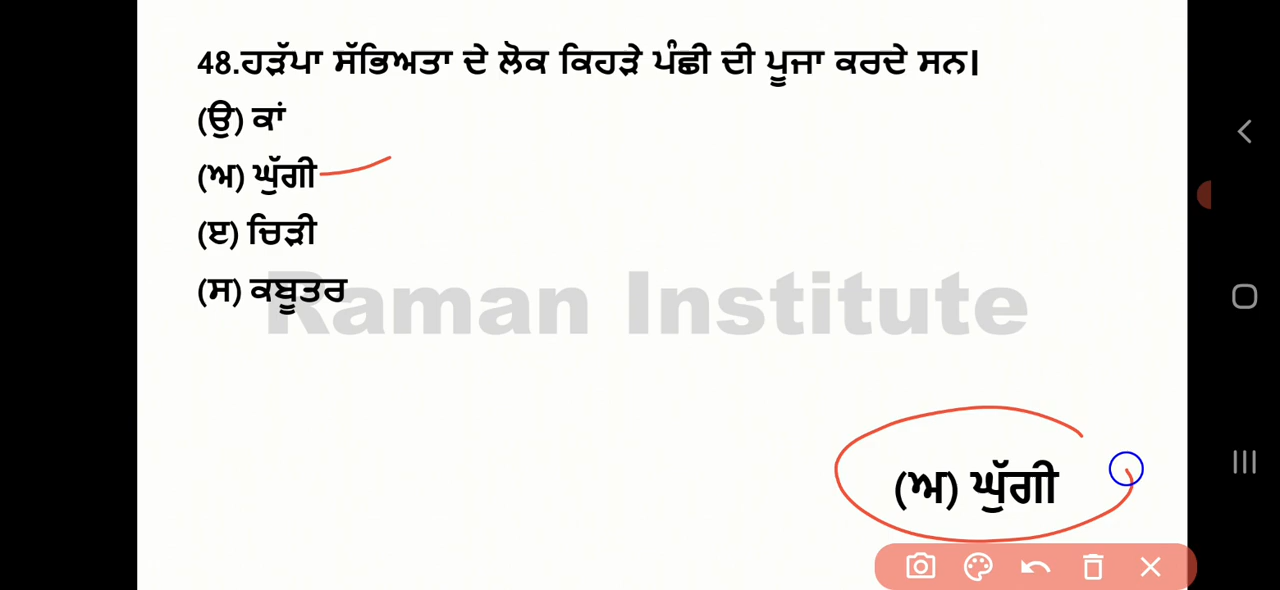 48.ਹੜੱਪਾ ਸੱਭਿਅਤਾ ਦੇ ਲੋਕ ਕਿਹੜੇ ਪੰਛੀ ਦੀ ਪੂਜਾ ਕਰਦੇ ਸਨ।
(ਉ) ਕਾਂ
(ਅ) ਘੁੱਗੀ
(ੲ) ਚਿੜੀ
(ਸ) ਕਬੂਤਰ
Raman Institute
(ਅ) ਘੁੱਗੀ